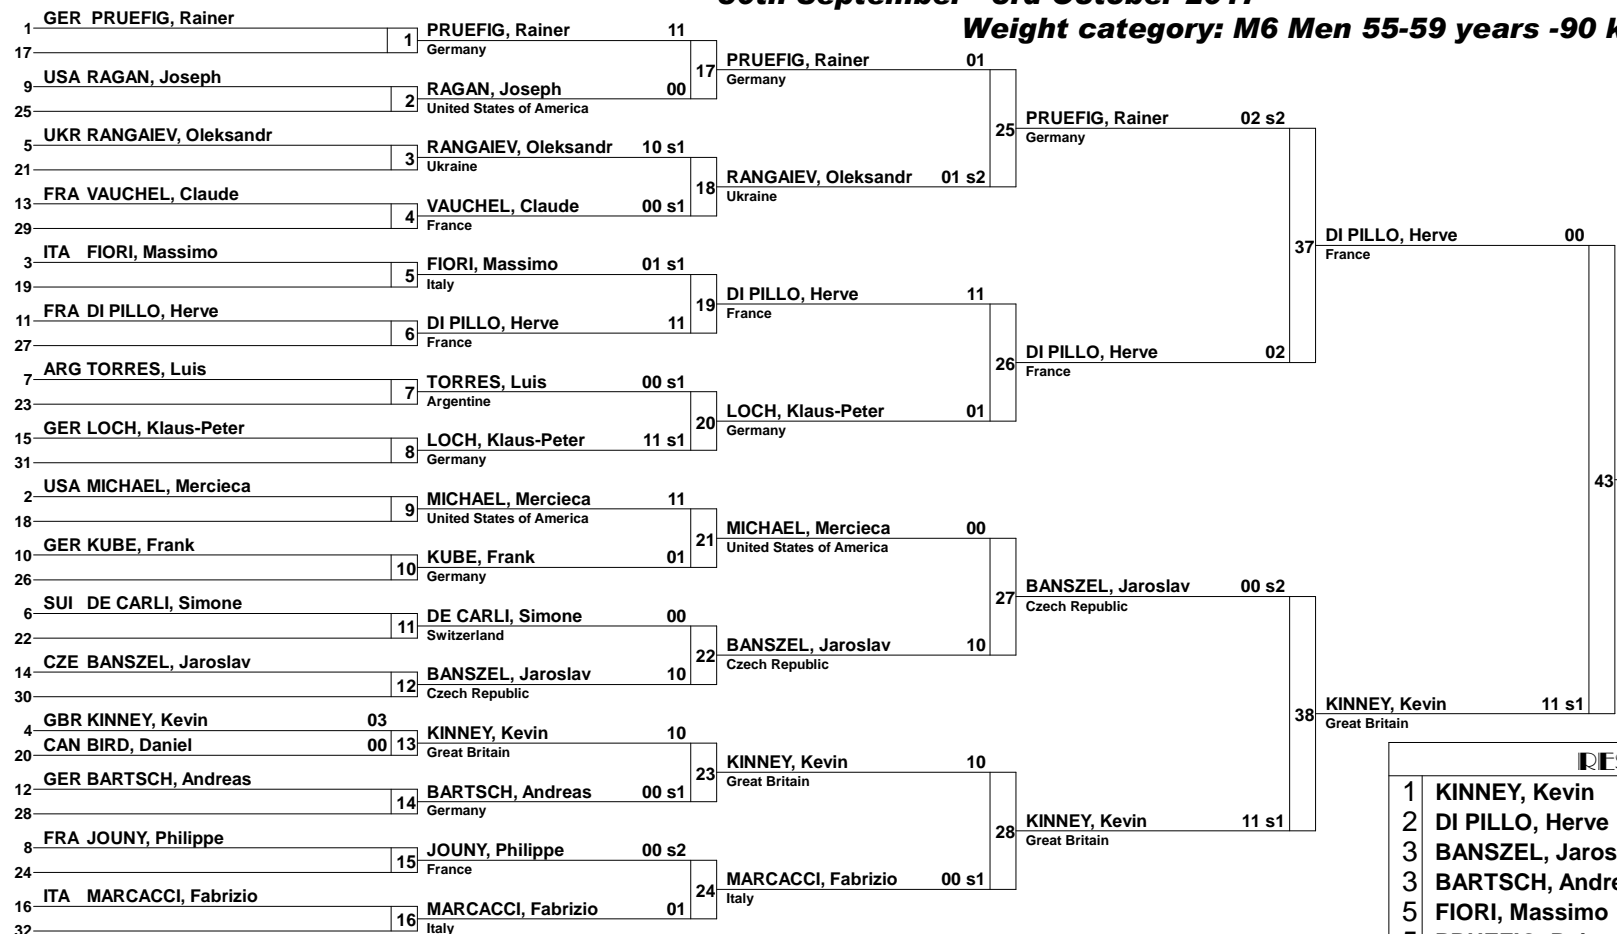 30th September - 3rd October 2017
Weight category: M6 Men 55-59 years -90 k
1 GER PRUEFIG, Rainer
17
1
9 USA RAGAN, Joseph
25
2
5 UKR RANGAIEV, Oleksandr
21
3
13 FRA VAUCHEL, Claude
29
4
3 ITA FIORI, Massimo
19
5
11 FRA DI PILLO, Herve
27
6
7 ARG TORRES, Luis
23
7
15 GER LOCH, Klaus-Peter
31
8
2 USA MICHAEL, Mercieca
18
9
10 GER KUBE, Frank
26
10
6 SUI DE CARLI, Simone
22
11
14 CZE BANSZEL, Jaroslav
30
12
4 GBR KINNEY, Kevin 03
20 CAN BIRD, Daniel 00
13
12 GER BARTSCH, Andreas
28
14
8 FRA JOUNY, Philippe
24
15
16 ITA MARCACCI, Fabrizio
32
16
PRUEFIG, Rainer 11
Germany
17
RAGAN, Joseph 00
United States of America
RANGAIEV, Oleksandr 10 s1
Ukraine
18
VAUCHEL, Claude 00 s1
France
FIORI, Massimo 01 s1
Italy
19
DI PILLO, Herve 11
France
TORRES, Luis 00 s1
Argentine
20
LOCH, Klaus-Peter 11 s1
Germany
MICHAEL, Mercieca 11
United States of America
21
KUBE, Frank 01
Germany
DE CARLI, Simone 00
Switzerland
22
BANSZEL, Jaroslav 10
Czech Republic
KINNEY, Kevin 10
Great Britain
23
BARTSCH, Andreas 00 s1
Germany
JOUNY, Philippe 00 s2
France
24
MARCACCI, Fabrizio 01
Italy
PRUEFIG, Rainer 01
Germany
25
RANGAIEV, Oleksandr 01 s2
Ukraine
DI PILLO, Herve 11
France
26
LOCH, Klaus-Peter 01
Germany
MICHAEL, Mercieca 00
United States of America
27
BANSZEL, Jaroslav 10
Czech Republic
KINNEY, Kevin 10
Great Britain
28
MARCACCI, Fabrizio 00 s1
Italy
PRUEFIG, Rainer 02 s2
Germany
37
DI PILLO, Herve 02
France
BANSZEL, Jaroslav 00 s2
Czech Republic
38
KINNEY, Kevin 11 s1
Great Britain
DI PILLO, Herve 00
France
43
KINNEY, Kevin 11 s1
Great Britain
RES
1 KINNEY, Kevin
2 DI PILLO, Herve
3 BANSZEL, Jaros
3 BARTSCH, Andre
5 FIORI, Massimo